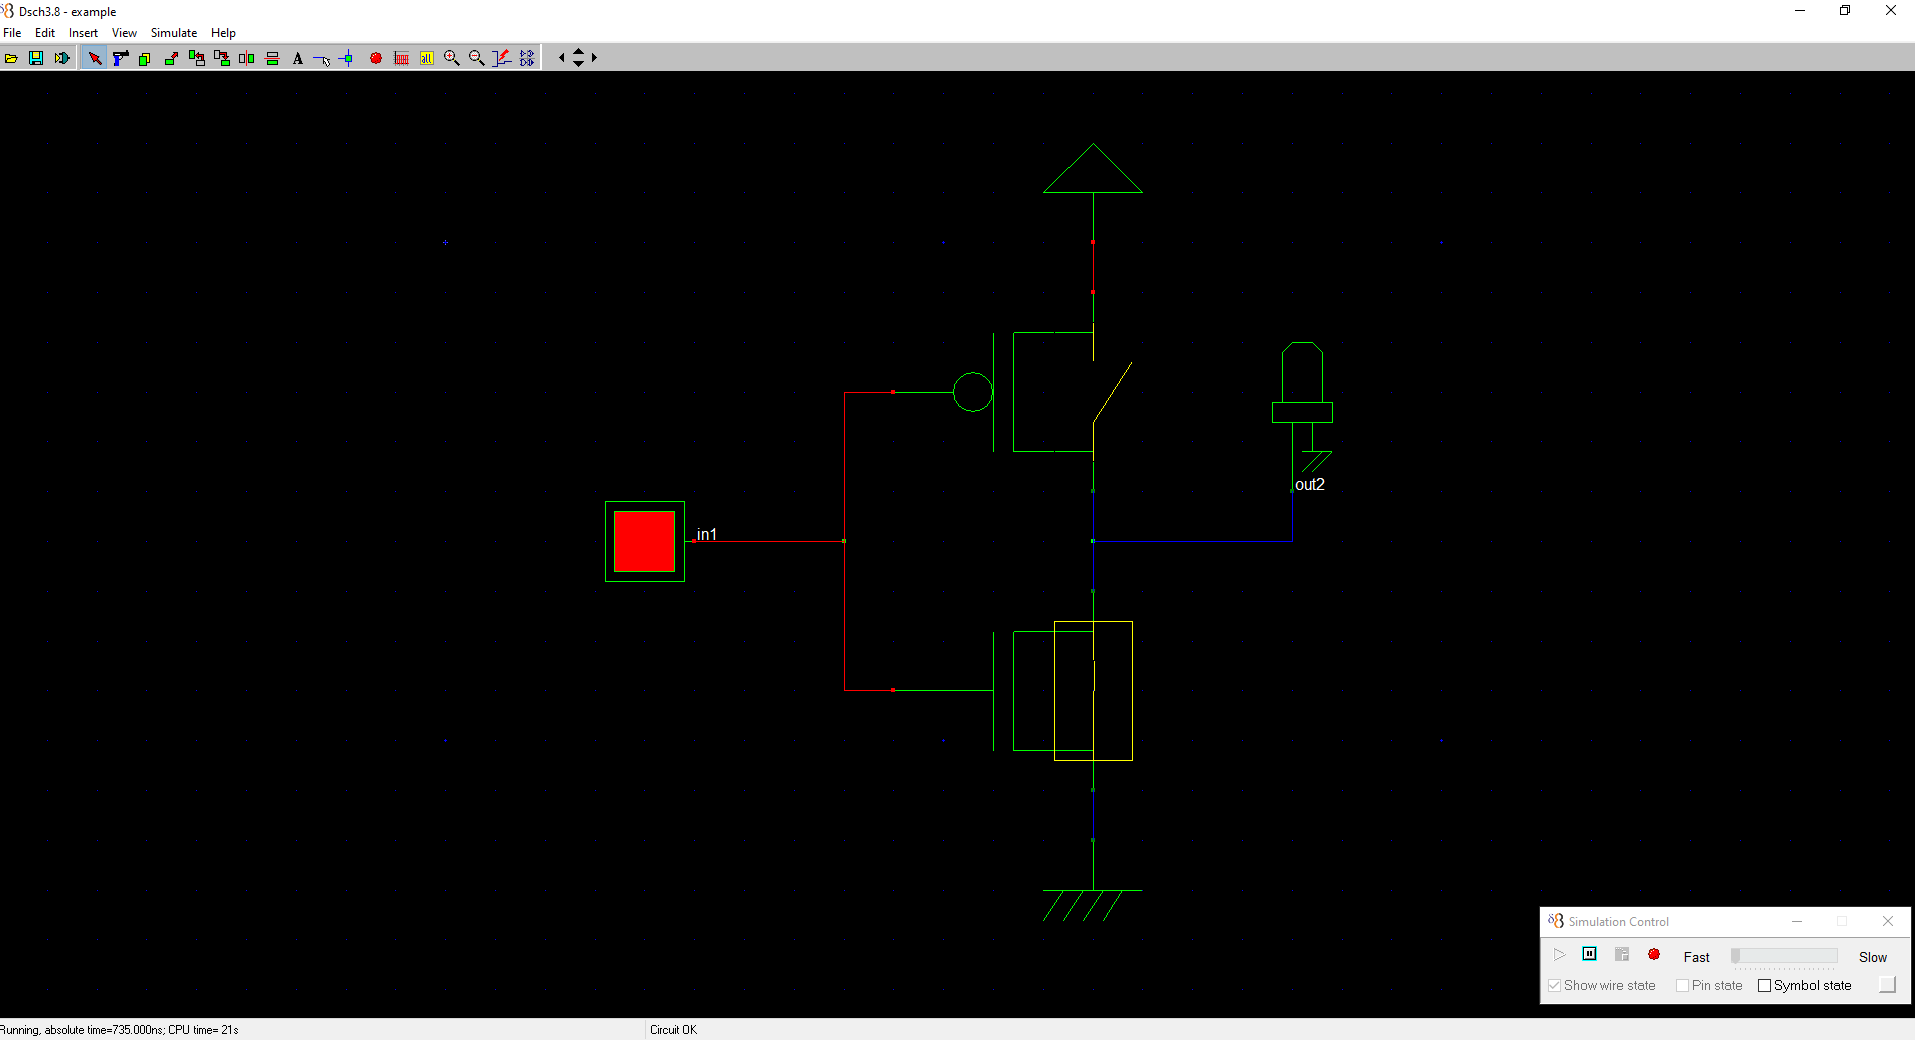 Dsch3.8 - example
File Edit Insert View Simulate Help
A
all
out2
in1
Simulation Control
Fast Slow
Show wire state Pin state Symbol state
Running, absolute time=735.000ns; CPU time= 21s Circuit OK